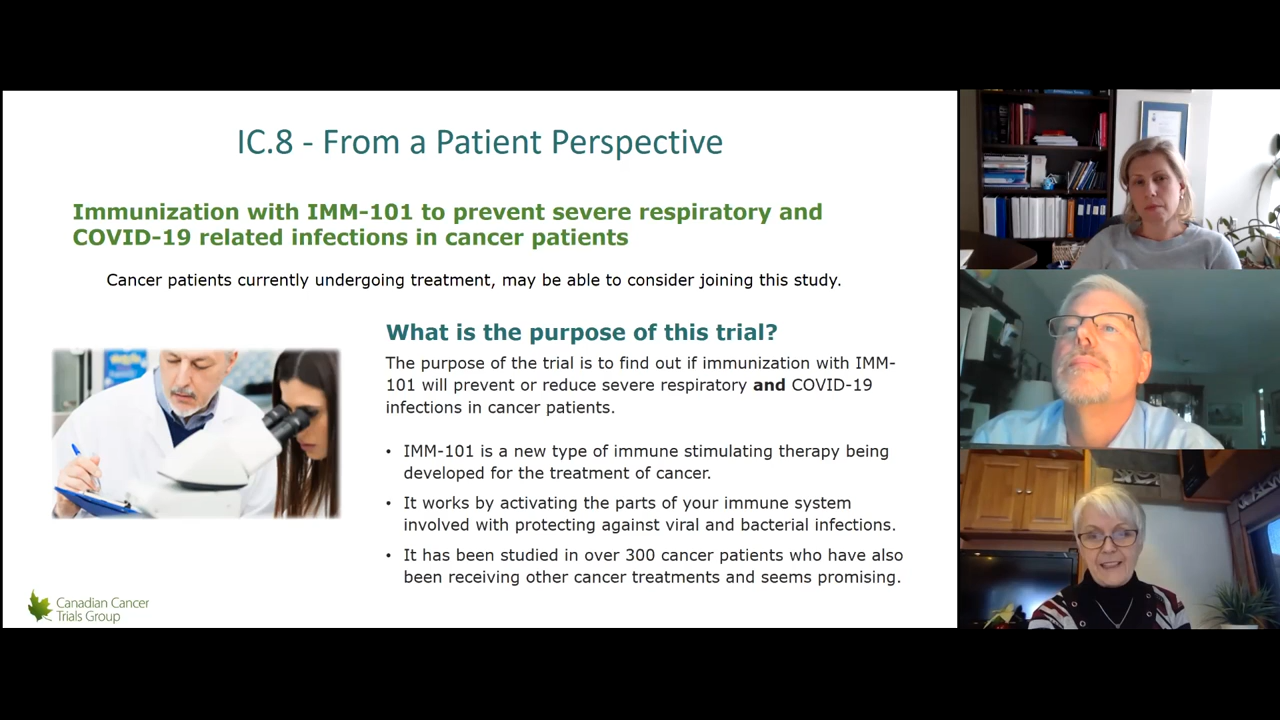 IC.8 - From a Patient Perspective
Immunization with IMM-101 to prevent severe respiratory and
COVID-19 related infections in cancer patients
Cancer patients currently undergoing treatment, may be able to consider joining this study.
What is the purpose of this trial?
The purpose of the trial is to find out if immunization with IMM-
101 will prevent or reduce severe respiratory and COVID-19
infections in cancer patients.
• IMM-101 is a new type of immune stimulating therapy being
developed for the treatment of cancer.
• It works by activating the parts of your immune system
involved with protecting against viral and bacterial infections.
• It has been studied in over 300 cancer patients who have also
been receiving other cancer treatments and seems promising.
Canadian Cancer
Trials Group